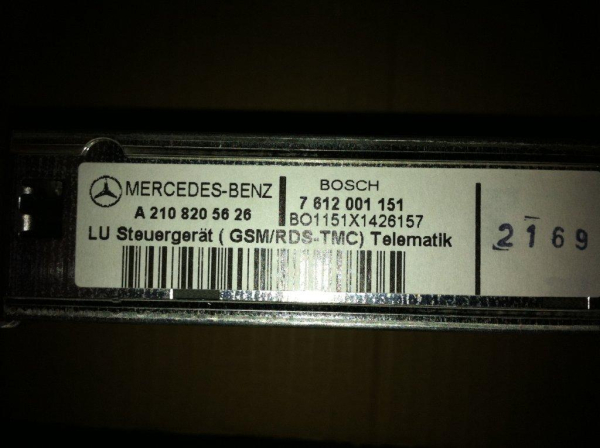 MERCEDES-BENZ
A 210 820 56 26
BOSCH
7 612 001 151
BO1151X1426157
LU Steuergerät ( GSM/RDS-TMC) Telematik
2169